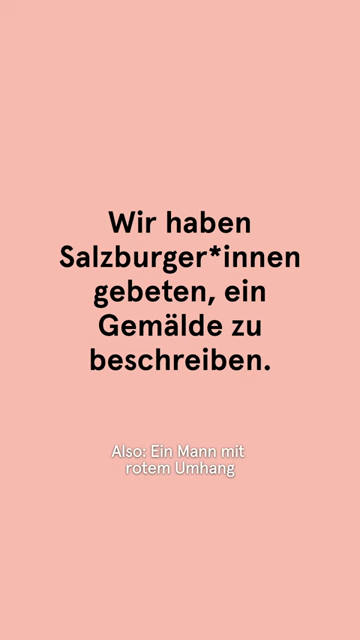 Wir haben
Salzburger*innen
gebeten, ein
Gemälde zu
beschreiben.
Also: Ein Mann mit
rotem Umhang